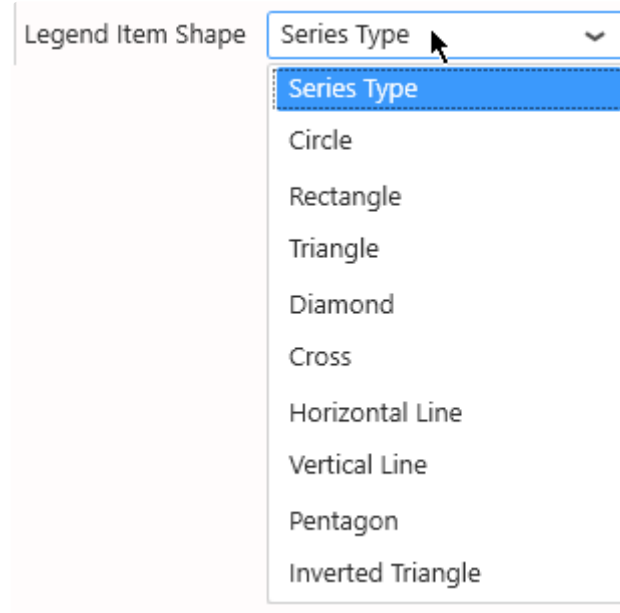 Legend Item Shape Series Type
Series Type
Circle
Rectangle
Triangle
Diamond
Cross
Horizontal Line
Vertical Line
Pentagon
Inverted Triangle